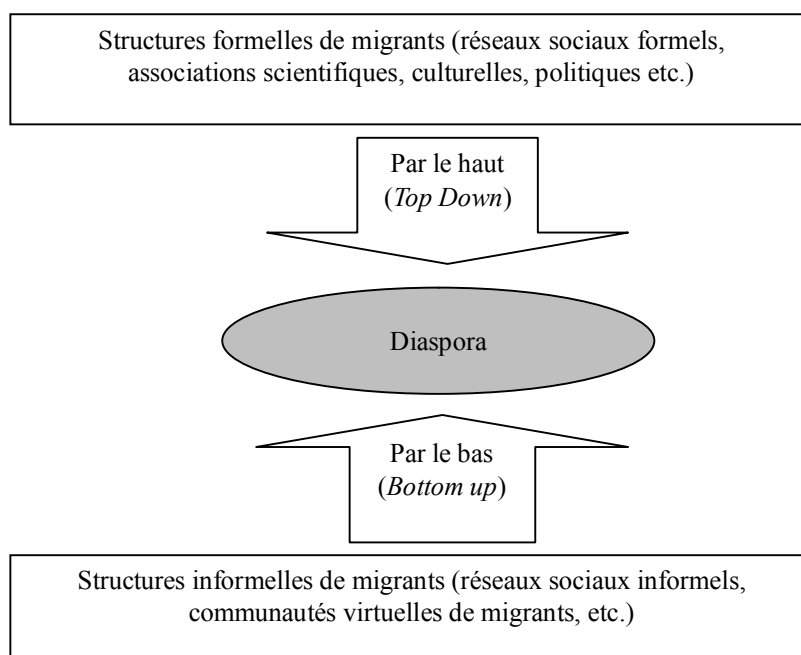 Structures formelles de migrants (réseaux sociaux formels,
associations scientifiques, culturelles, politiques etc.)
Par le haut
(Top Down)
Diaspora
Par le bas
(Bottom up)
Structures informelles de migrants (réseaux sociaux informels,
communautés virtuelles de migrants, etc.)